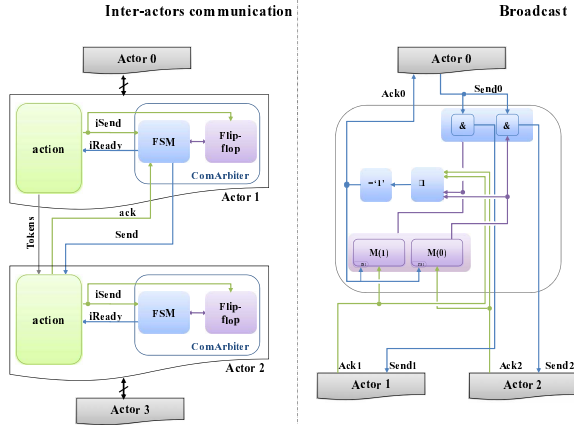 Inter-actors communication
Broadcast
Actor 0
Actor 0
Ack0
Send0
iSend
action
FSM
Flip-
flop
iReady
ComArbiter
Actor 1
& &
='1'
Tokens
ack
Send
M(1)
M(0)
iSend
action
FSM
Flip-
flop
iReady
ComArbiter
Actor 2
Ack1
Send1
Ack2
Send2
Actor 1
Actor 2
Actor 3